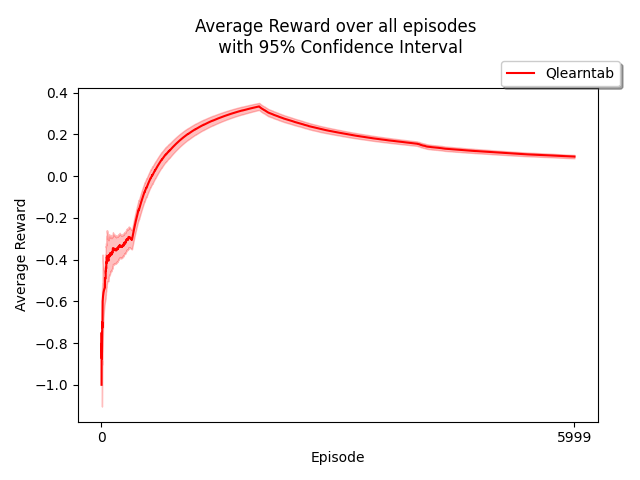 Average Reward over all episodes
with 95% Confidence Interval
Qlearntab
0.4
0.2
0.0
−0.2
−0.4
−0.6
−0.8
−1.0
Average Reward
0
5999
Episode